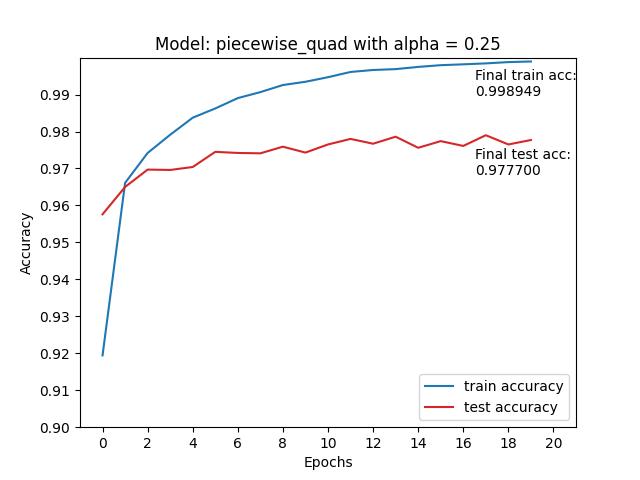 Model: piecewise_quad with alpha = 0.25
Final train acc:
0.998949
Final test acc:
0.977700
0.99
0.98
0.97
0.96
0.95
0.94
0.93
0.92
0.91
0.90
Accuracy
train accuracy
test accuracy
0 2 4 6 8 10 12 14 16 18 20
Epochs